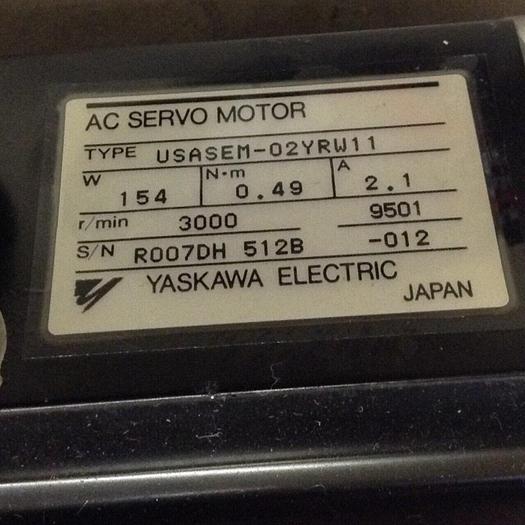 AC SERVO MOTOR
TYPE USASEM-02YRW11
W 154 N·m 0.49 A 2.1
r/min 3000 9501
S/N R007DH 512B -012
YASKAWA ELECTRIC
JAPAN